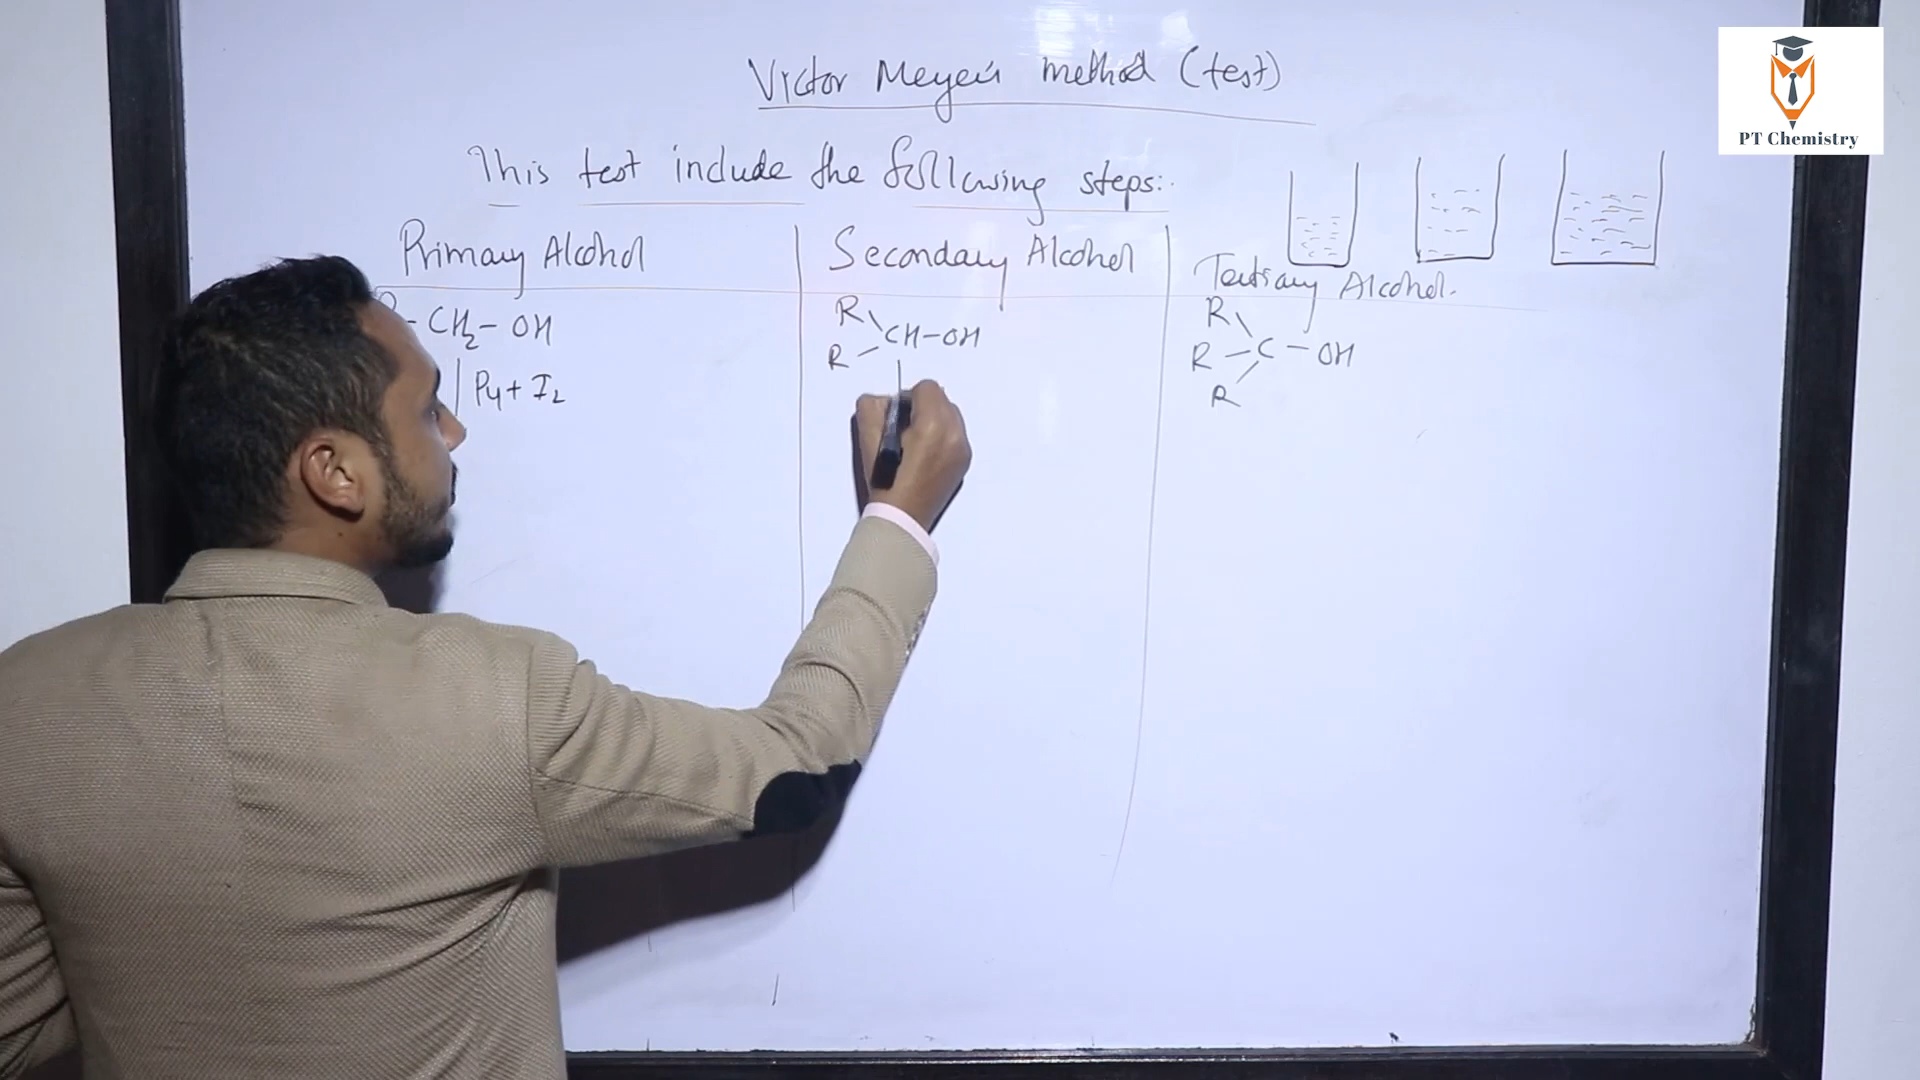 Victor Meyer's method (test)
PT Chemistry
This test include the following steps:
Primary Alcohol
Secondary Alcohol
Tertiary Alcohol.
R-CH2-OH
P4+ I2
R
R
CH-OH
R
R-C-OH
R